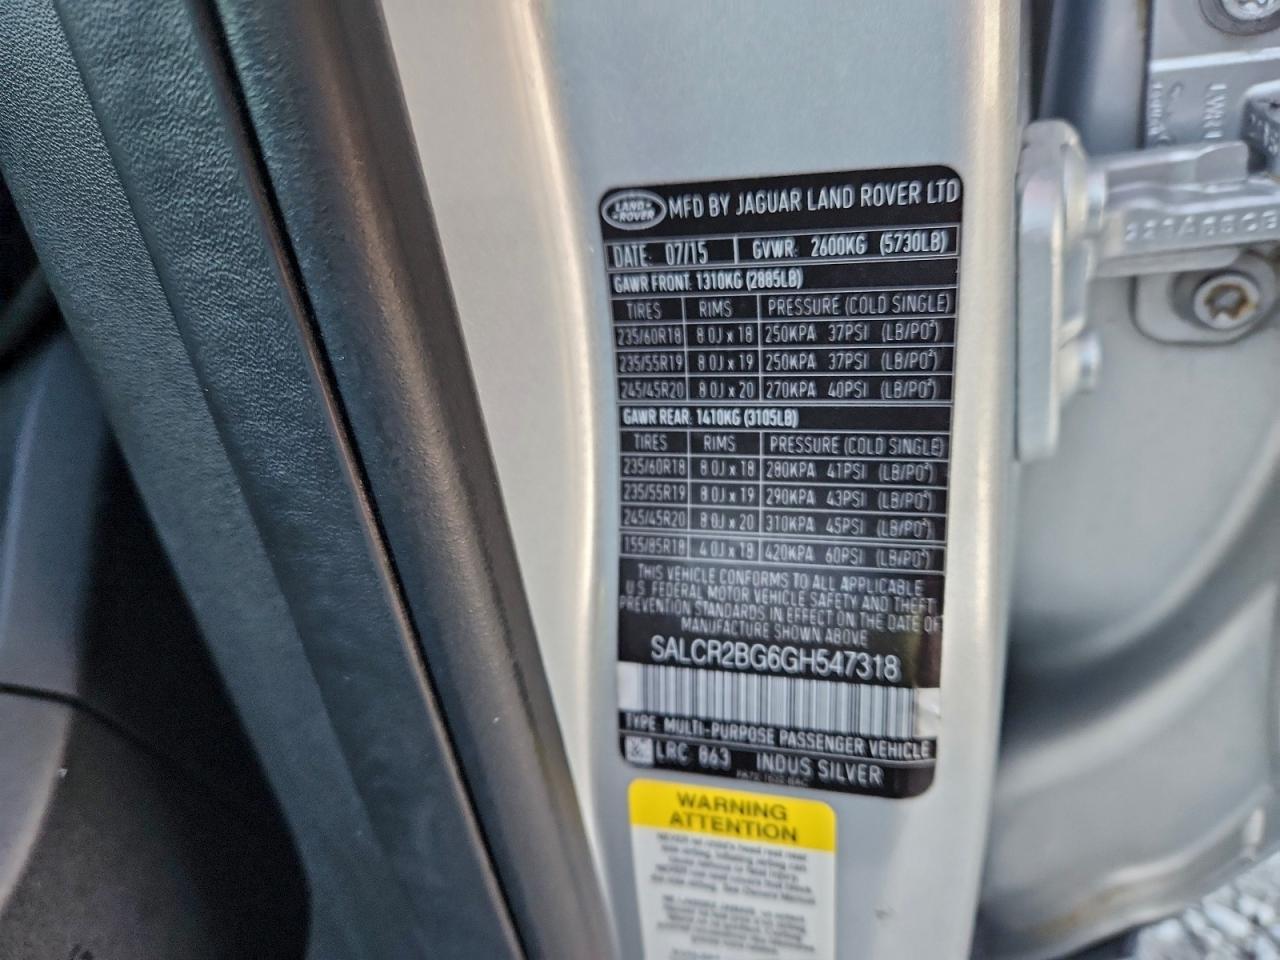 LAND ROVER MFD BY JAGUAR LAND ROVER LTD
DATE: 07/15 GVWR: 2600KG (5730LB)
GAWR FRONT: 1310KG (2885LB)
TIRES RIMS PRESSURE (COLD SINGLE)
235/60R18 8.0J x 18 250KPA 37PSI (LB/PO²)
235/55R19 8.0J x 19 250KPA 37PSI (LB/PO²)
245/45R20 8.0J x 20 270KPA 40PSI (LB/PO²)
GAWR REAR: 1410KG (3105LB)
TIRES RIMS PRESSURE (COLD SINGLE)
235/60R18 8.0J x 18 280KPA 41PSI (LB/PO²)
235/55R19 8.0J x 19 290KPA 43PSI (LB/PO²)
245/45R20 8.0J x 20 310KPA 45PSI (LB/PO²)
155/85R18 4.0J x 18 420KPA 60PSI (LB/PO²)
THIS VEHICLE CONFORMS TO ALL APPLICABLE
U.S. FEDERAL MOTOR VEHICLE SAFETY AND THEFT
PREVENTION STANDARDS IN EFFECT ON THE DATE OF
MANUFACTURE SHOWN ABOVE
SALCR2BG6GH547318
TYPE: MULTI-PURPOSE PASSENGER VEHICLE
LRC 863 INDUS SILVER
WARNING
ATTENTION